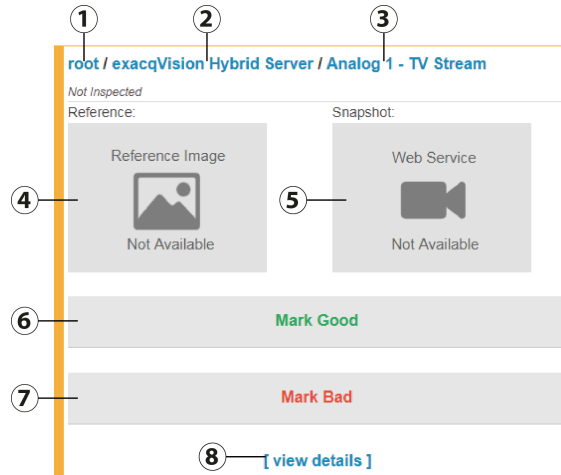 1 2 3
root / exacqVision Hybrid Server / Analog 1 - TV Stream
Not Inspected
Reference: Snapshot:
Reference Image Web Service
4 5
Not Available Not Available
6 Mark Good
7 Mark Bad
8 [ view details ]